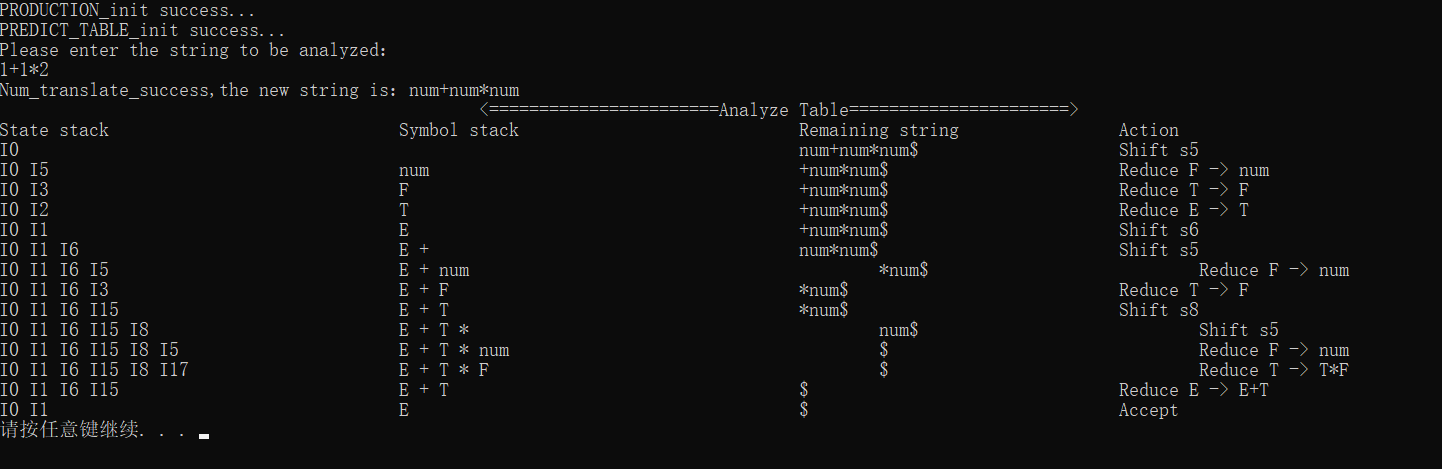 PRODUCTION_init success...
PREDICT_TABLE_init success...
Please enter the string to be analyzed:
1+1*2
Num_translate_success,the new string is: num+num*num
<=======================Analyze Table======================>
State stack Symbol stack Remaining string Action
I0 num+num*num$ Shift s5
I0 I5 num +num*num$ Reduce F -> num
I0 I3 F +num*num$ Reduce T -> F
I0 I2 T +num*num$ Reduce E -> T
I0 I1 E +num*num$ Shift s6
I0 I1 I6 E + num*num$ Shift s5
I0 I1 I6 I5 E + num *num$ Reduce F -> num
I0 I1 I6 I3 E + F *num$ Reduce T -> F
I0 I1 I6 I15 E + T *num$ Shift s8
I0 I1 I6 I15 I8 E + T * num$ Shift s5
I0 I1 I6 I15 I8 I5 E + T * num $ Reduce F -> num
I0 I1 I6 I15 I8 I17 E + T * F $ Reduce T -> T*F
I0 I1 I6 I15 E + T $ Reduce E -> E+T
I0 I1 E $ Accept
请按任意键继续. . .